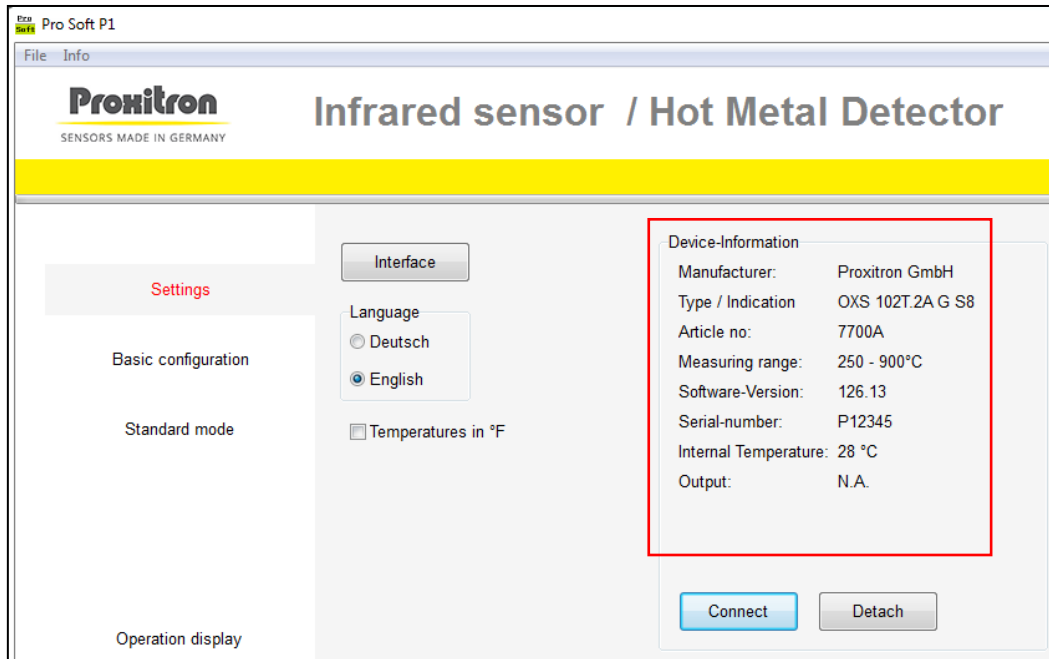 Pro Soft P1
File Info
Proxitron
SENSORS MADE IN GERMANY
Infrared sensor / Hot Metal Detector
Settings
Basic configuration
Standard mode
Operation display
Interface
Language
Deutsch
English
Temperatures in °F
Device-Information
Manufacturer: Proxitron GmbH
Type / Indication OXS 102T.2A G S8
Article no: 7700A
Measuring range: 250 - 900°C
Software-Version: 126.13
Serial-number: P12345
Internal Temperature: 28 °C
Output: N.A.
Connect Detach